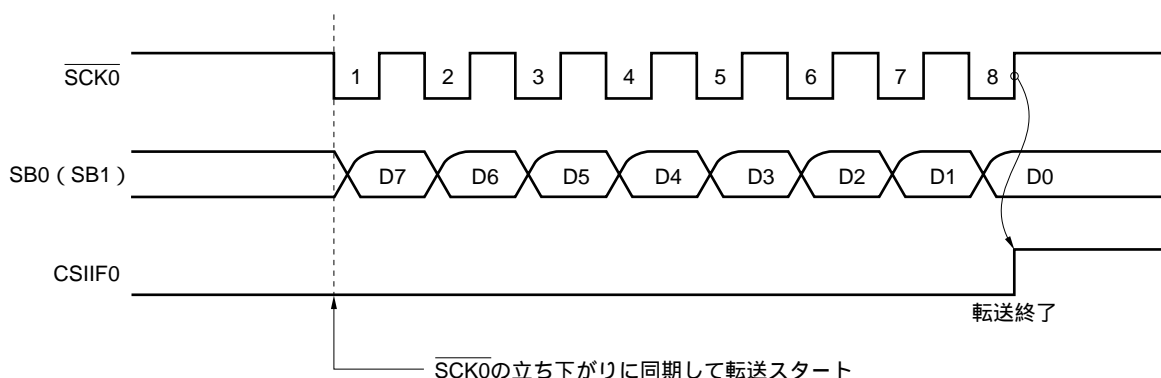 SCK0
1 2 3 4 5 6 7 8
SB0（SB1）
D7 D6 D5 D4 D3 D2 D1 D0
CSIIF0
転送終了
SCK0の立ち下がりに同期して転送スタート